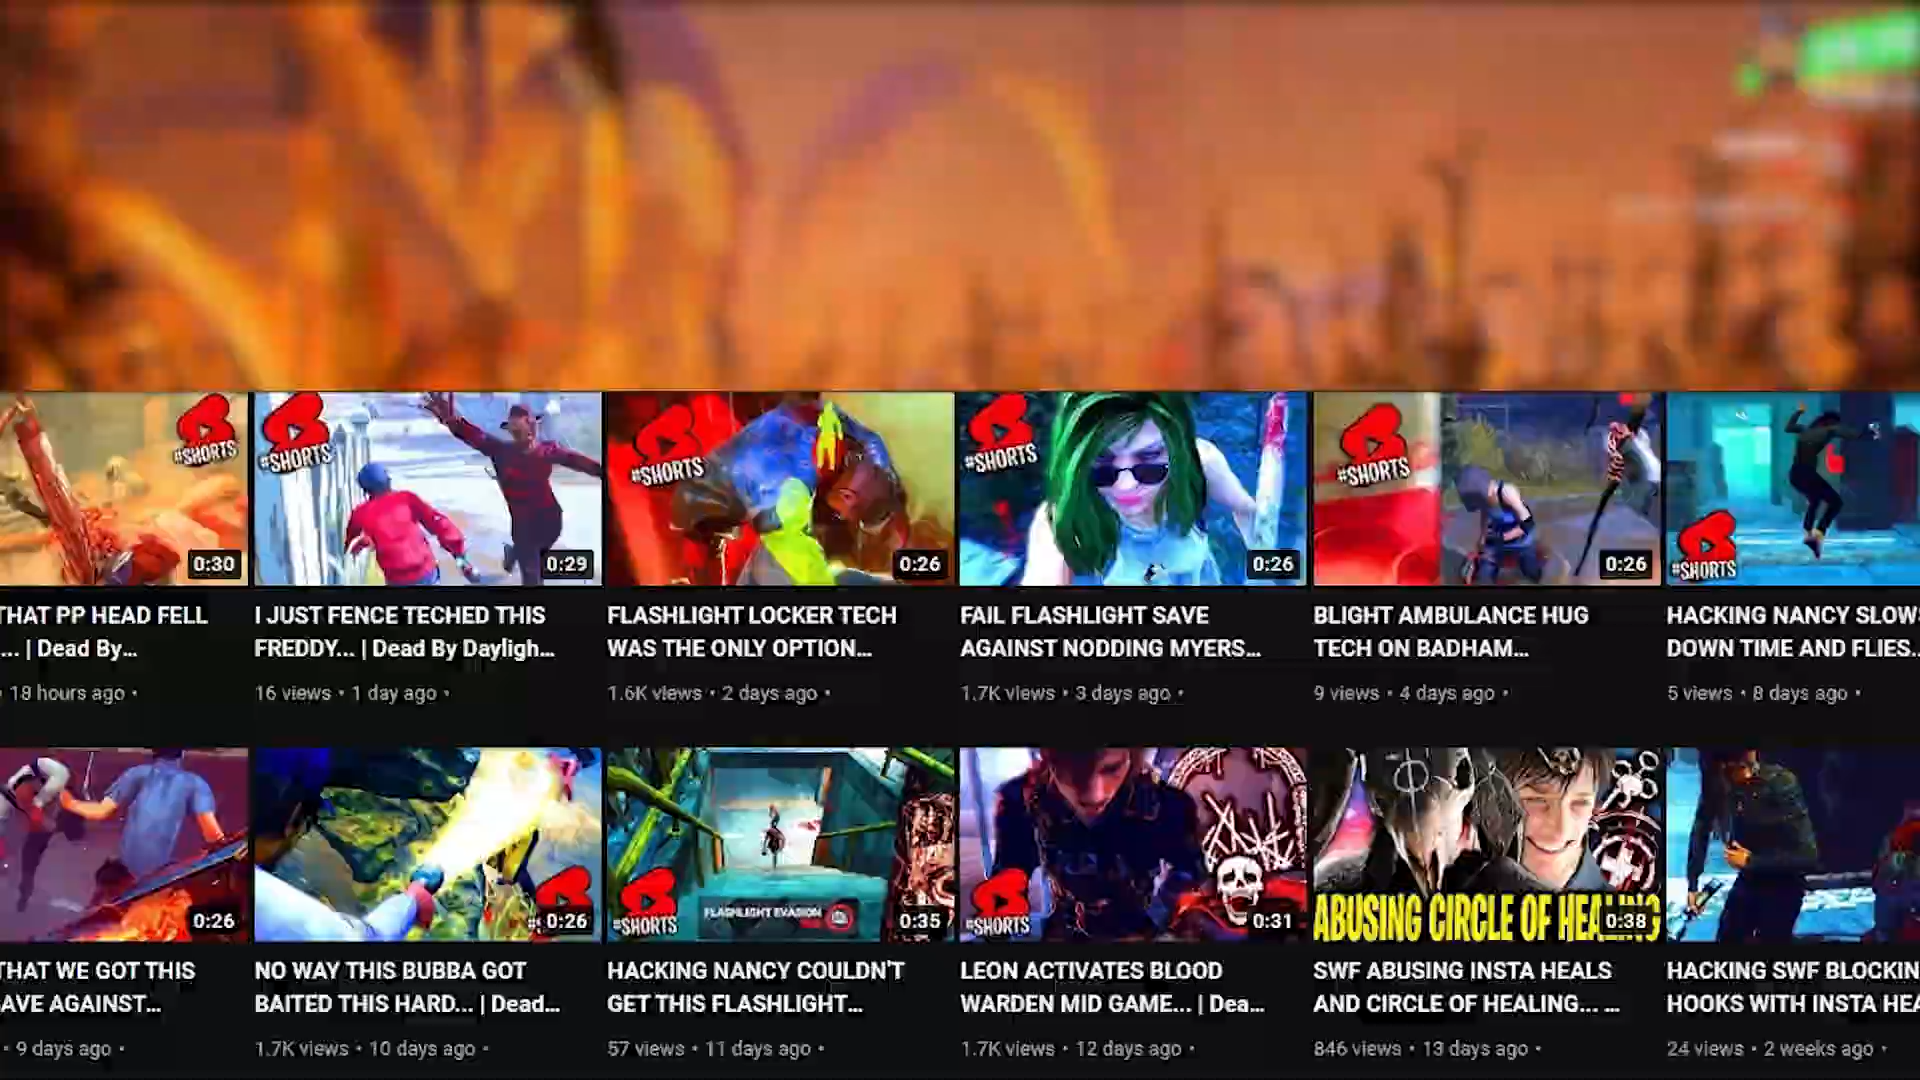 #SHORTS
0:30
THAT PP HEAD FELL
... | Dead By...
18 hours ago •
#SHORTS
0:29
I JUST FENCE TECHED THIS
FREDDY... | Dead By Dayligh...
16 views • 1 day ago •
#SHORTS
0:26
FLASHLIGHT LOCKER TECH
WAS THE ONLY OPTION...
1.6K views • 2 days ago •
#SHORTS
0:26
FAIL FLASHLIGHT SAVE
AGAINST NODDING MYERS...
1.7K views • 3 days ago •
#SHORTS
0:26
BLIGHT AMBULANCE HUG
TECH ON BADHAM...
9 views • 4 days ago •
#SHORTS
HACKING NANCY SLOWS
DOWN TIME AND FLIES...
5 views • 8 days ago •
0:26
THAT WE GOT THIS
AVE AGAINST...
• 9 days ago •
0:26
NO WAY THIS BUBBA GOT
BAITED THIS HARD... | Dead...
1.7K views • 10 days ago •
FLASHLIGHT EVASION
#SHORTS
0:35
HACKING NANCY COULDN'T
GET THIS FLASHLIGHT...
57 views • 11 days ago •
#SHORTS
0:31
LEON ACTIVATES BLOOD
WARDEN MID GAME... | Dea...
1.7K views • 12 days ago •
ABUSING CIRCLE OF HEALING
0:38
SWF ABUSING INSTA HEALS
AND CIRCLE OF HEALING... ...
846 views • 13 days ago •
HACKING SWF BLOCKIN
HOOKS WITH INSTA HEA
24 views • 2 weeks ago •